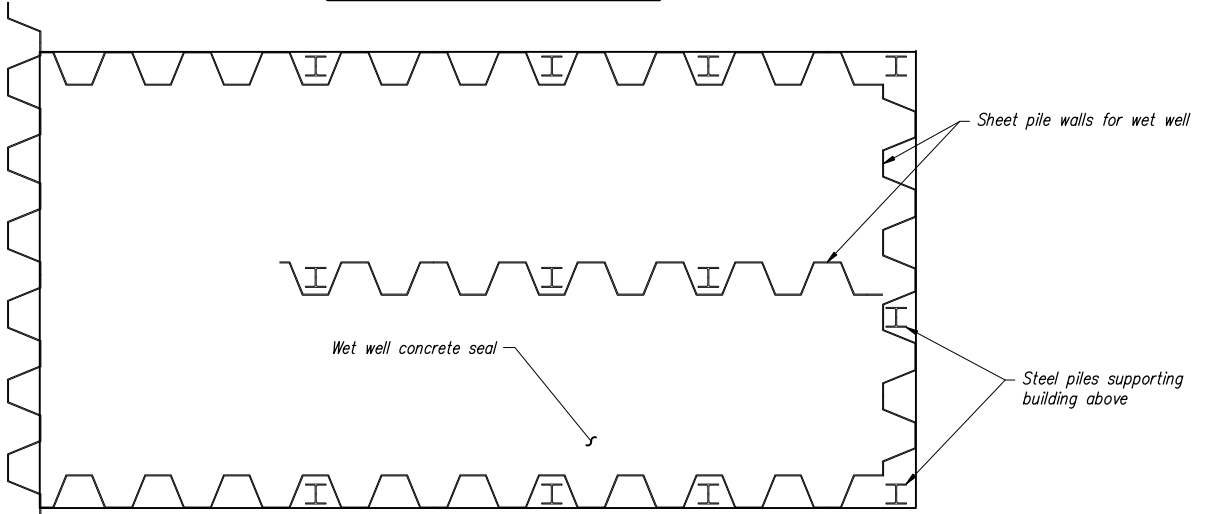 Sheet pile walls for wet well
Wet well concrete seal
Steel piles supporting
building above